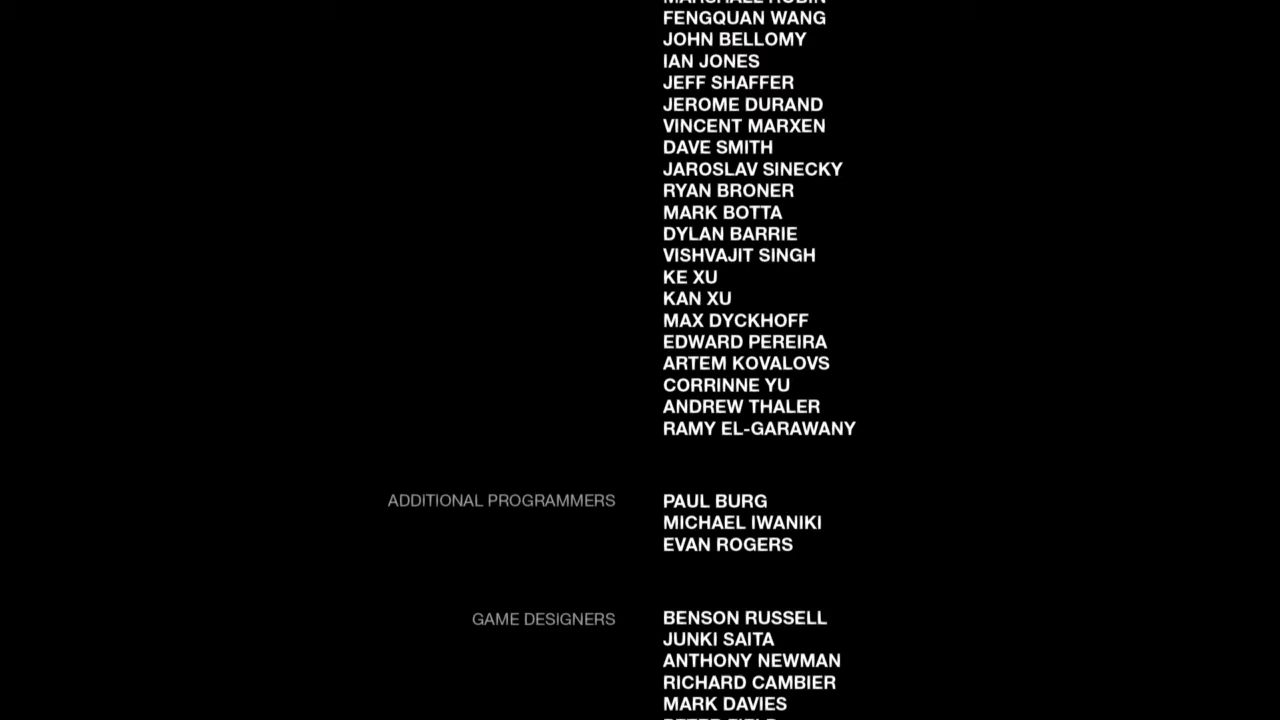 FENGQUAN WANG
JOHN BELLOMY
IAN JONES
JEFF SHAFFER
JEROME DURAND
VINCENT MARXEN
DAVE SMITH
JAROSLAV SINECKY
RYAN BRONER
MARK BOTTA
DYLAN BARRIE
VISHVAJIT SINGH
KE XU
KAN XU
MAX DYCKHOFF
EDWARD PEREIRA
ARTEM KOVALOVS
CORRINNE YU
ANDREW THALER
RAMY EL-GARAWANY
ADDITIONAL PROGRAMMERS PAUL BURG
MICHAEL IWANIKI
EVAN ROGERS
GAME DESIGNERS BENSON RUSSELL
JUNKI SAITA
ANTHONY NEWMAN
RICHARD CAMBIER
MARK DAVIES